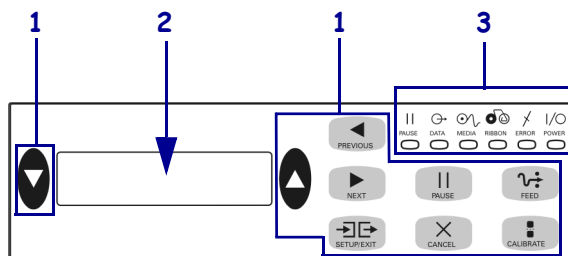 1 2 1 3
PAUSE DATA MEDIA RIBBON ERROR POWER
PREVIOUS
NEXT PAUSE FEED
SETUP/EXIT CANCEL CALIBRATE